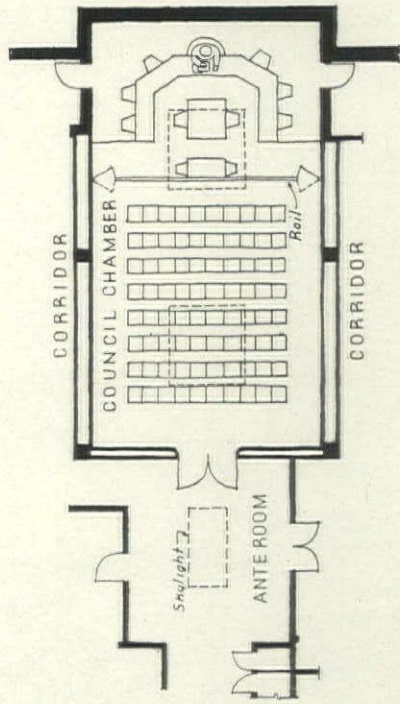 CORRIDOR
COUNCIL CHAMBER
Rail
CORRIDOR
Skylight
ANTE ROOM